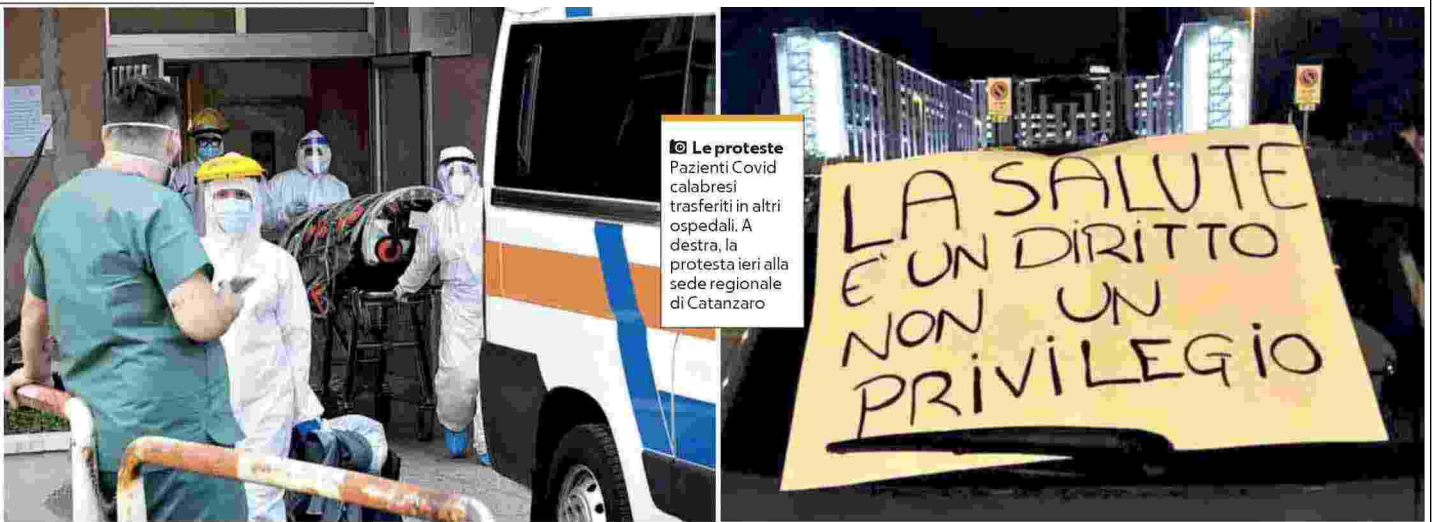 Le proteste
Pazienti Covid
calabresi
trasferiti in altri
ospedali. A
destra, la
protesta ieri alla
sede regionale
di Catanzaro
LA SALUTE
E' UN DIRITTO
NON UN
PRIVILEGIO